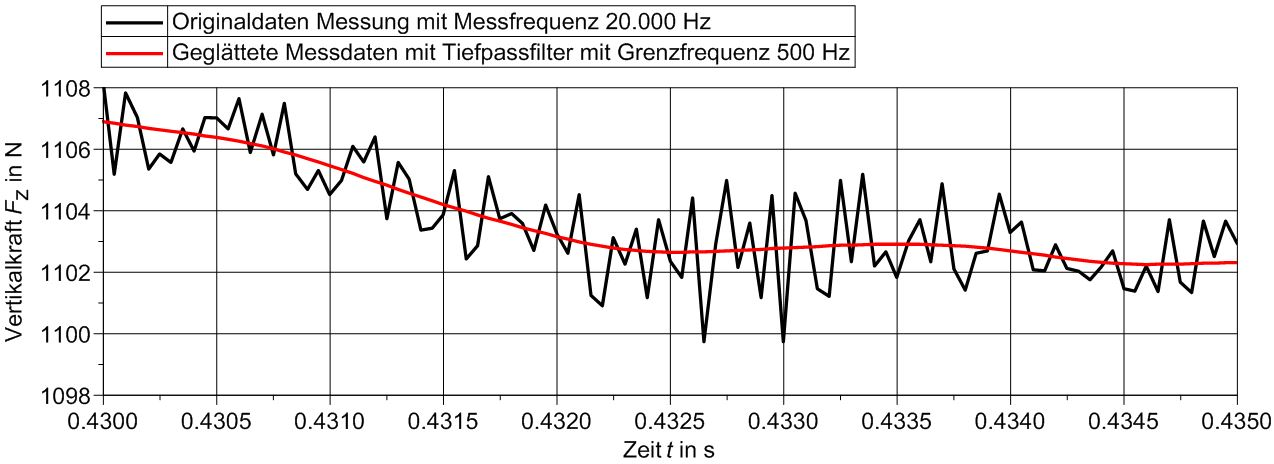 Originaldaten Messung mit Messfrequenz 20.000 Hz
Geglättete Messdaten mit Tiefpassfilter mit Grenzfrequenz 500 Hz
Vertikalkraft Fz in N
1108
1106
1104
1102
1100
1098
0.4300 0.4305 0.4310 0.4315 0.4320 0.4325 0.4330 0.4335 0.4340 0.4345 0.4350
Zeit t in s